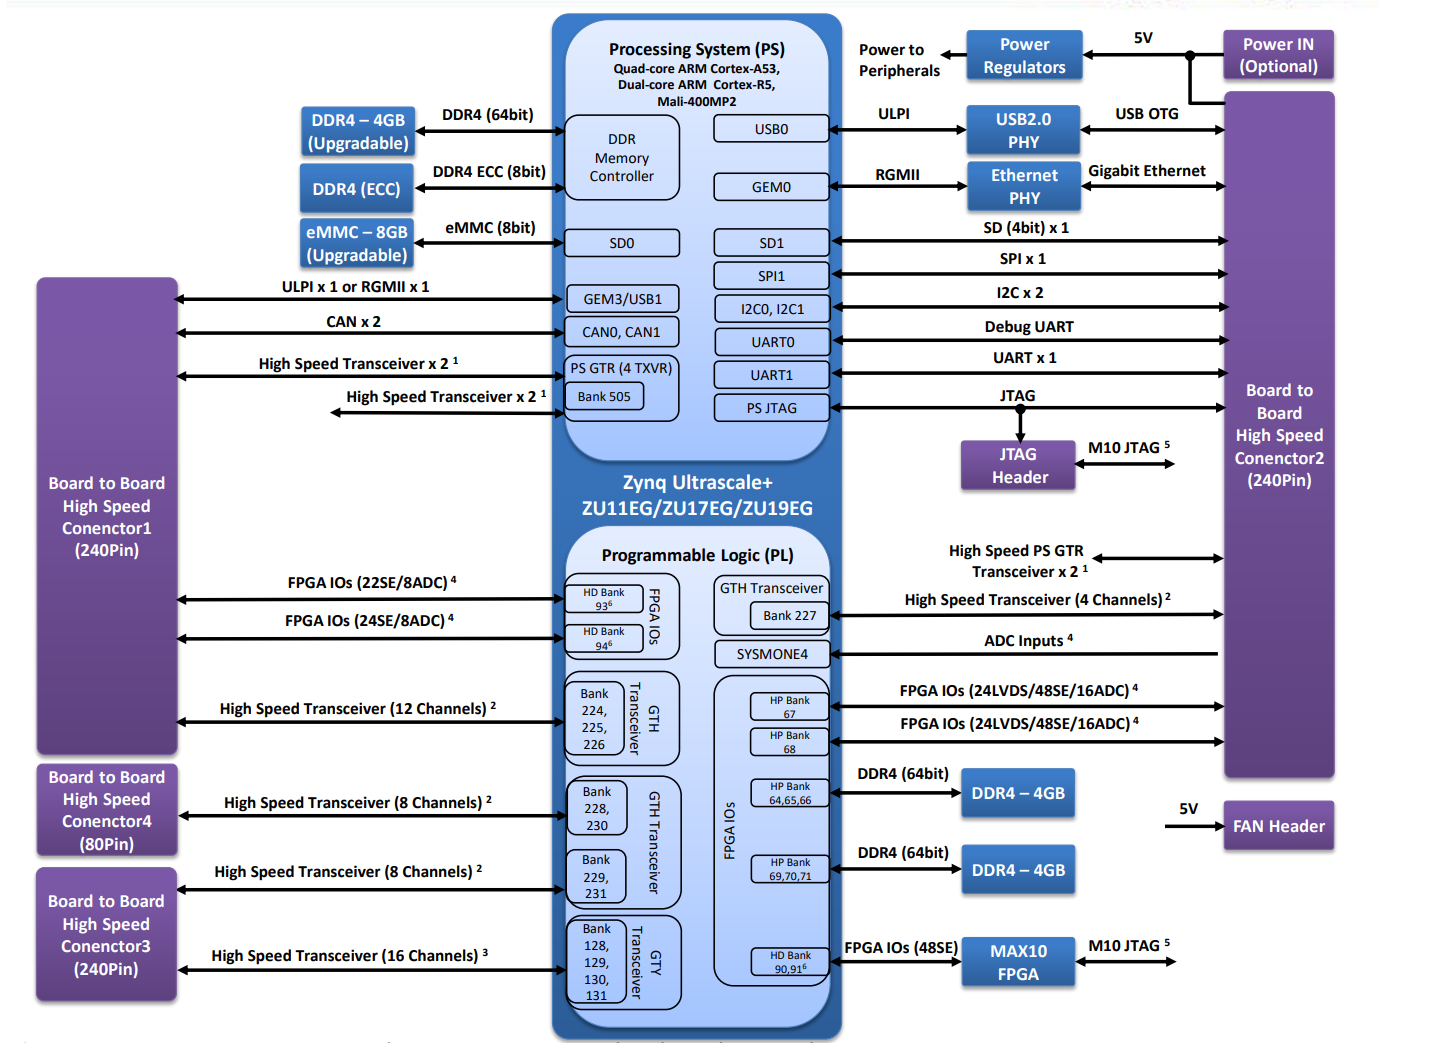 Processing System (PS)
Quad-core ARM Cortex-A53,
Dual-core ARM Cortex-R5,
Mali-400MP2
DDR
Memory
Controller
SD0
GEM3/USB1
CAN0, CAN1
PS GTR (4 TXVR)
Bank 505
USB0
GEM0
SD1
SPI1
I2C0, I2C1
UART0
UART1
PS JTAG
DDR4 – 4GB
(Upgradable)
DDR4 (64bit)
DDR4 (ECC)
DDR4 ECC (8bit)
eMMC – 8GB
(Upgradable)
eMMC (8bit)
ULPI x 1 or RGMII x 1
CAN x 2
High Speed Transceiver x 2 1
High Speed Transceiver x 2 1
Board to Board
High Speed
Conenctor1
(240Pin)
Power to
Peripherals
Power
Regulators
5V
Power IN
(Optional)
ULPI
USB2.0
PHY
USB OTG
RGMII
Ethernet
PHY
Gigabit Ethernet
SD (4bit) x 1
SPI x 1
I2C x 2
Debug UART
UART x 1
JTAG
JTAG
Header
M10 JTAG 5
Board to
Board
High Speed
Conenctor2
(240Pin)
Zynq Ultrascale+
ZU11EG/ZU17EG/ZU19EG
Programmable Logic (PL)
FPGA IOs (22SE/8ADC) 4
FPGA IOs (24SE/8ADC) 4
HD Bank
936
HD Bank
946
FPGA IOs
High Speed Transceiver (12 Channels) 2
Bank
224,
225,
226
GTH
Transceiver
Board to Board
High Speed
Conenctor4
(80Pin)
High Speed Transceiver (8 Channels) 2
Bank
228,
230
GTH Transceiver
High Speed Transceiver (8 Channels) 2
Bank
229,
231
Board to Board
High Speed
Conenctor3
(240Pin)
High Speed Transceiver (16 Channels) 3
Bank
128,
129,
130,
131
GTY
Transceiver
High Speed PS GTR
Transceiver x 2 1
GTH Transceiver
Bank 227
High Speed Transceiver (4 Channels) 2
SYSMONE4
ADC Inputs 4
FPGA IOs
HP Bank
67
FPGA IOs (24LVDS/48SE/16ADC) 4
HP Bank
68
FPGA IOs (24LVDS/48SE/16ADC) 4
HP Bank
64,65,66
DDR4 (64bit)
DDR4 – 4GB
HP Bank
69,70,71
DDR4 (64bit)
DDR4 – 4GB
5V
FAN Header
HD Bank
90,916
FPGA IOs (48SE)
MAX10
FPGA
M10 JTAG 5